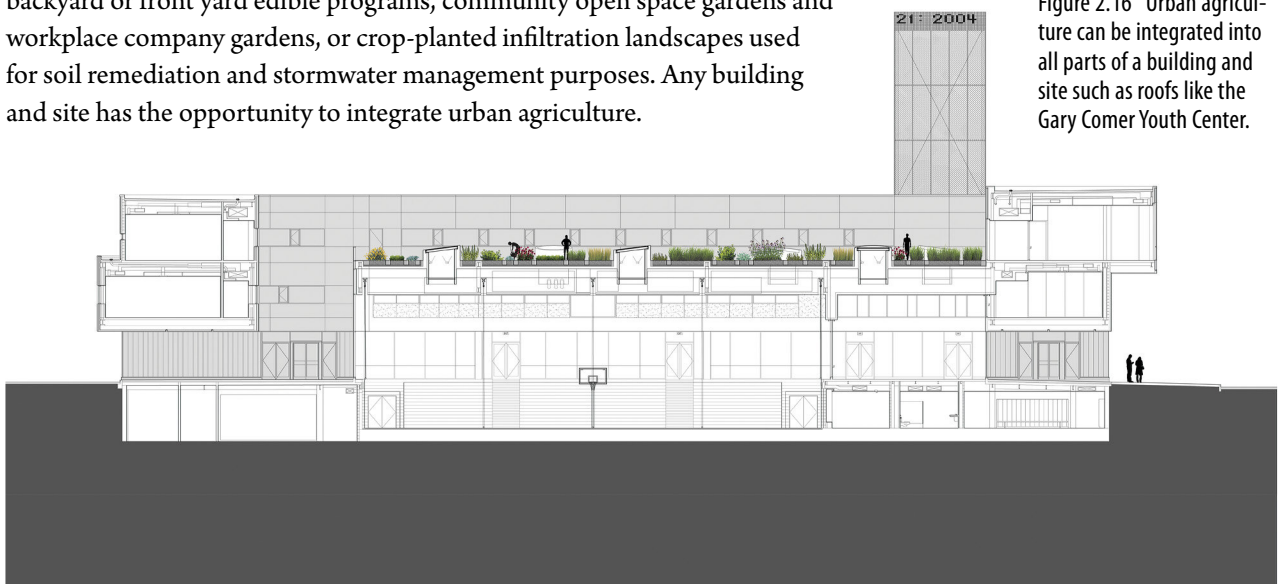 backyard or front yard edible programs, community open space gardens and
workplace company gardens, or crop-planted infiltration landscapes used
for soil remediation and stormwater management purposes. Any building
and site has the opportunity to integrate urban agriculture.
Figure 2.16 Urban agricul-
ture can be integrated into
all parts of a building and
site such as roofs like the
Gary Comer Youth Center.
21: 2004